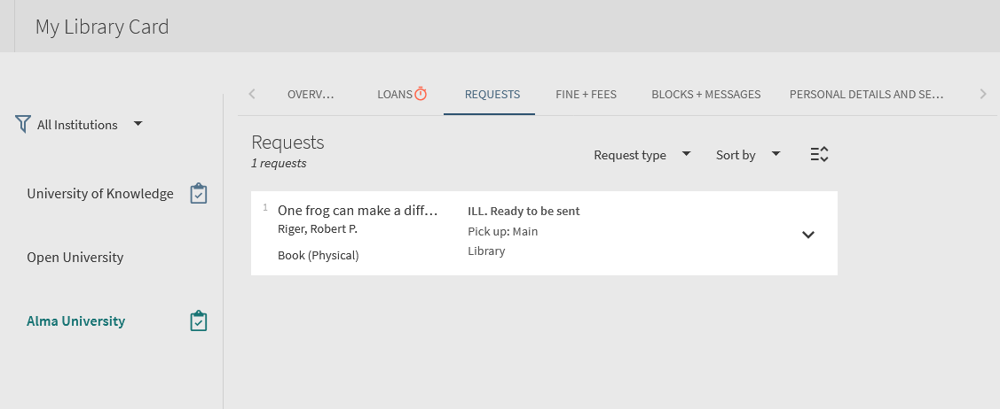 My Library Card
OVERV...
LOANS
REQUESTS
FINE + FEES
BLOCKS + MESSAGES
PERSONAL DETAILS AND SE...
All Institutions
University of Knowledge
Open University
Alma University
Requests
1 requests
Request type
Sort by
1
One frog can make a diff...
Riger, Robert P.
Book (Physical)
ILL. Ready to be sent
Pick up: Main
Library